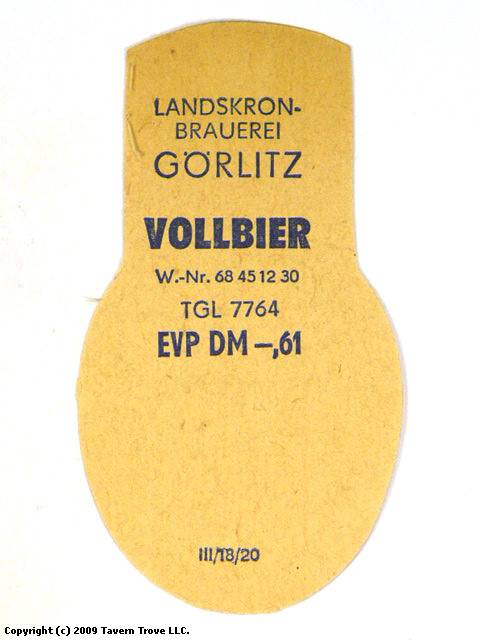 LANDSKRON-
BRAUEREI
GÖRLITZ
VOLLBIER
W.-Nr. 68 45 12 30
TGL 7764
EVP DM —,61
III/18/20
Copyright (c) 2009 Tavern Trove LLC.